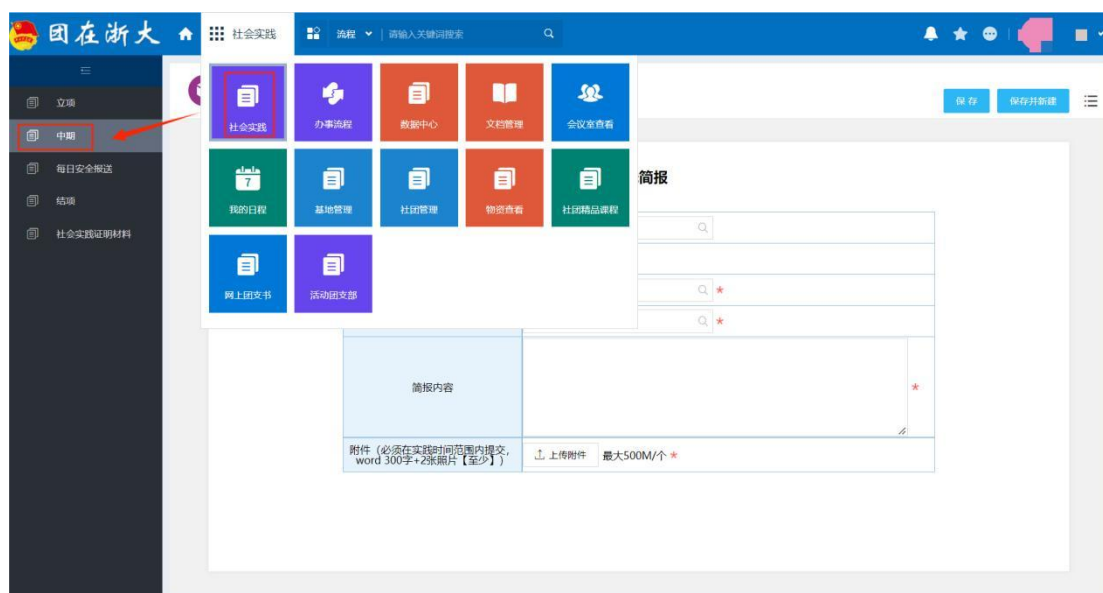 团在浙大
社会实践
流程
请输入关键词搜索
立项
中期
每日安全报送
结项
社会实践证明材料
社会实践
办事流程
数据中心
文档管理
会议室查看
7
我的日程
基地管理
社团管理
物资查看
社团精品课程
网上团支书
活动团支部
保存
保存并新建
简报
*
*
简报内容
*
附件（必须在实践时间范围内提交，
word 300字+2张照片【至少】）
上传附件 最大500M/个 *